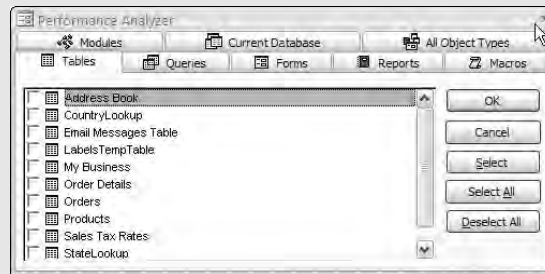 Performance Analyzer
Modules Current Database All Object Types
Tables Queries Forms Reports Macros
Address Book
CountryLookup
Email Messages Table
LabelsTempTable
My Business
Order Details
Orders
Products
Sales Tax Rates
StateLookup
OK
Cancel
Select
Select All
Deselect All